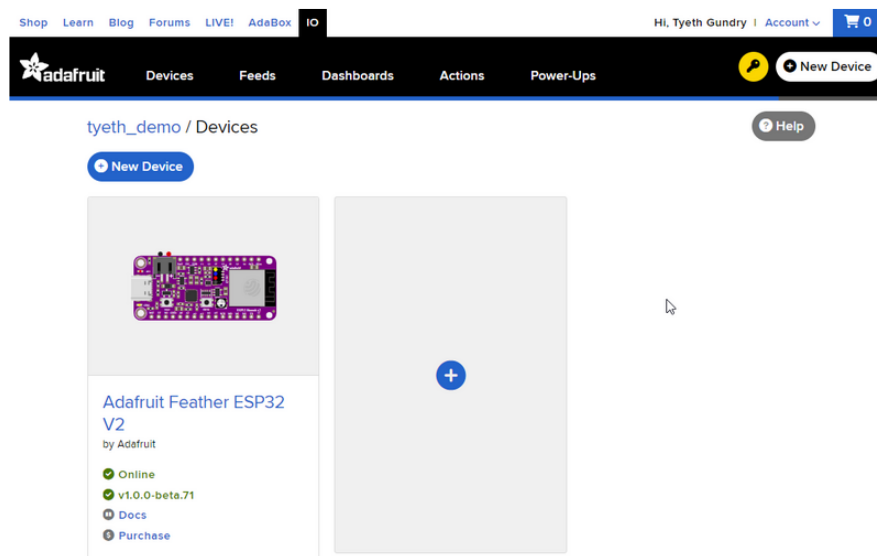 Shop Learn Blog Forums LIVE! AdaBox IO Hi, Tyeth Gundry | Account 0
adafruit Devices Feeds Dashboards Actions Power-Ups New Device
tyeth_demo / Devices Help
New Device
Adafruit Feather ESP32
V2
by Adafruit
Online
v1.0.0-beta.71
Docs
Purchase